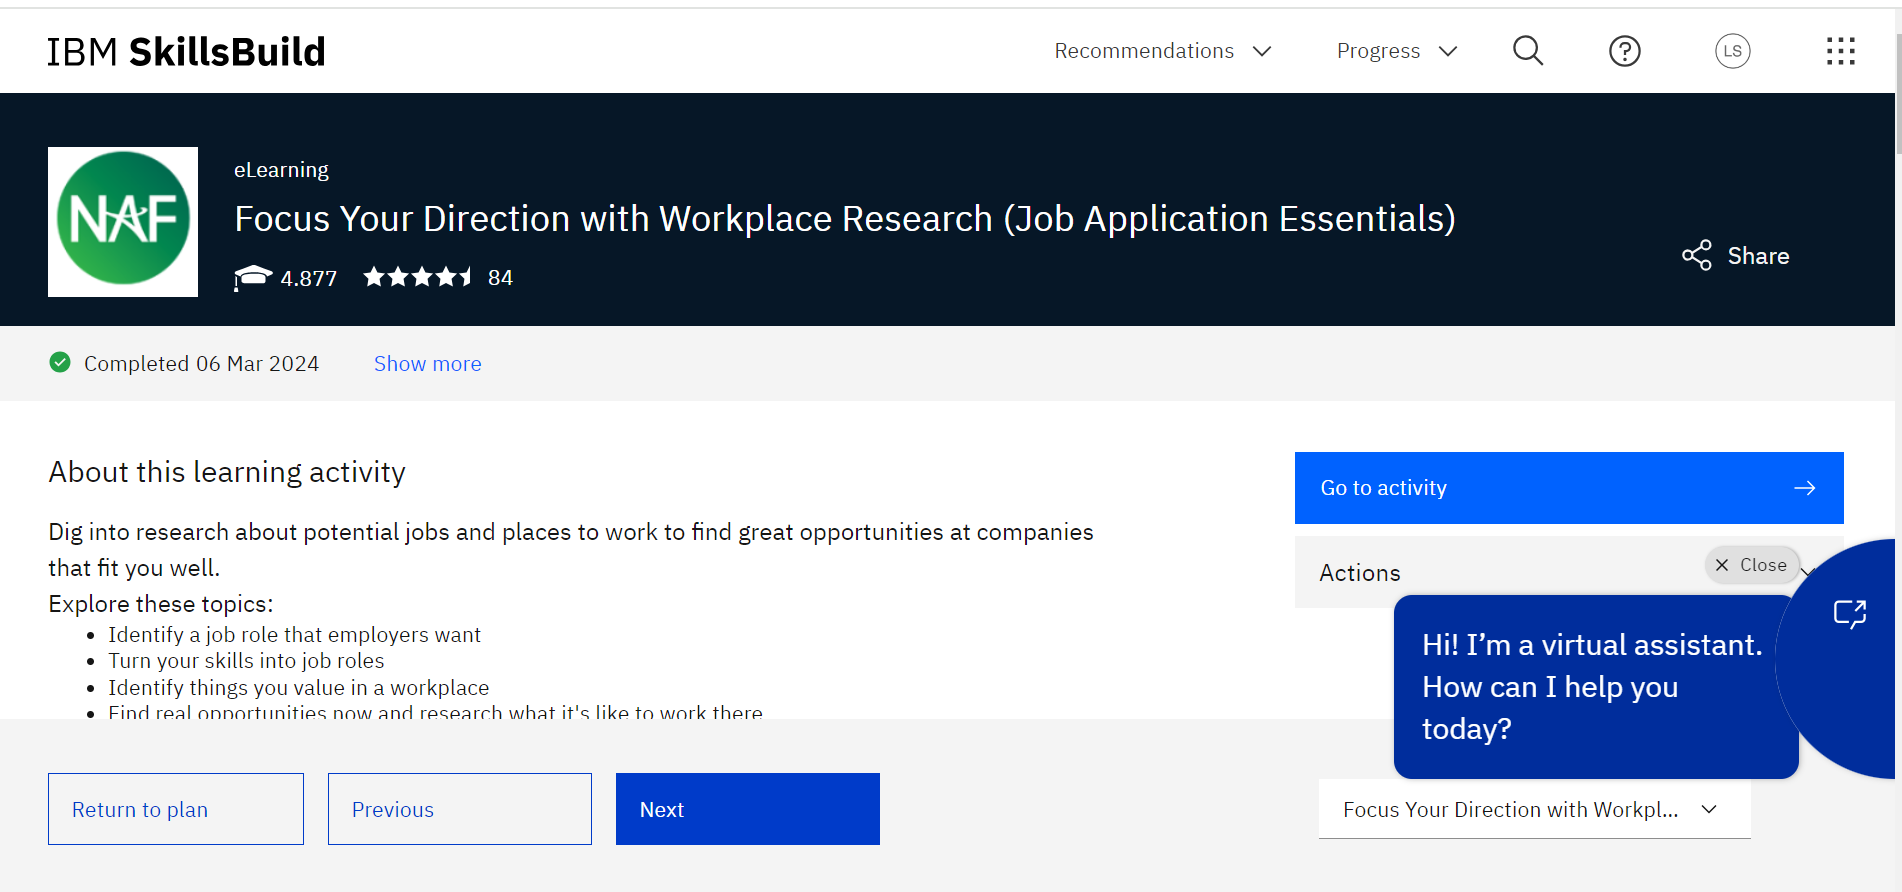 IBM SkillsBuild
Recommendations
Progress
LS
NAF
eLearning
Focus Your Direction with Workplace Research (Job Application Essentials)
4.877
84
Share
Completed 06 Mar 2024
Show more
About this learning activity
Dig into research about potential jobs and places to work to find great opportunities at companies
that fit you well.
Explore these topics:
• Identify a job role that employers want
• Turn your skills into job roles
• Identify things you value in a workplace
• Find real opportunities now and research what it's like to work there
Go to activity
Actions
Close
Hi! I’m a virtual assistant.
How can I help you
today?
Return to plan
Previous
Next
Focus Your Direction with Workpl...